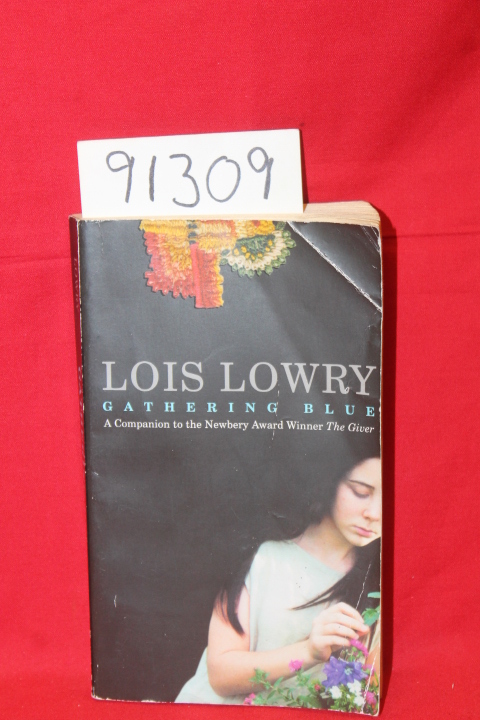 91309
LOIS LOWRY
GATHERING BLUE
A Companion to the Newbery Award Winner The Giver